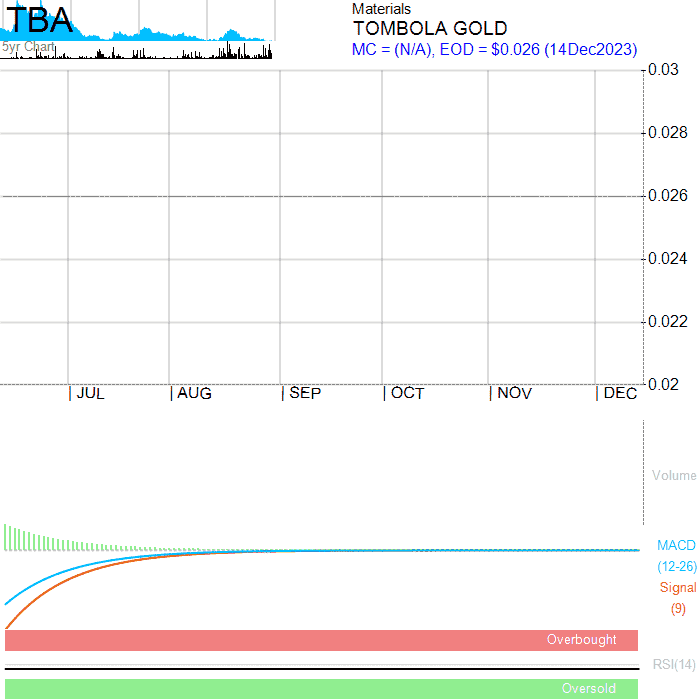 TBA
5yr Chart
Materials
TOMBOLA GOLD
MC = (N/A), EOD = $0.026 (14Dec2023)
0.03
0.028
0.026
0.024
0.022
0.02
JUL AUG SEP OCT NOV DEC
Volume
MACD
(12-26)
Signal
(9)
Overbought
RSI(14)
Oversold